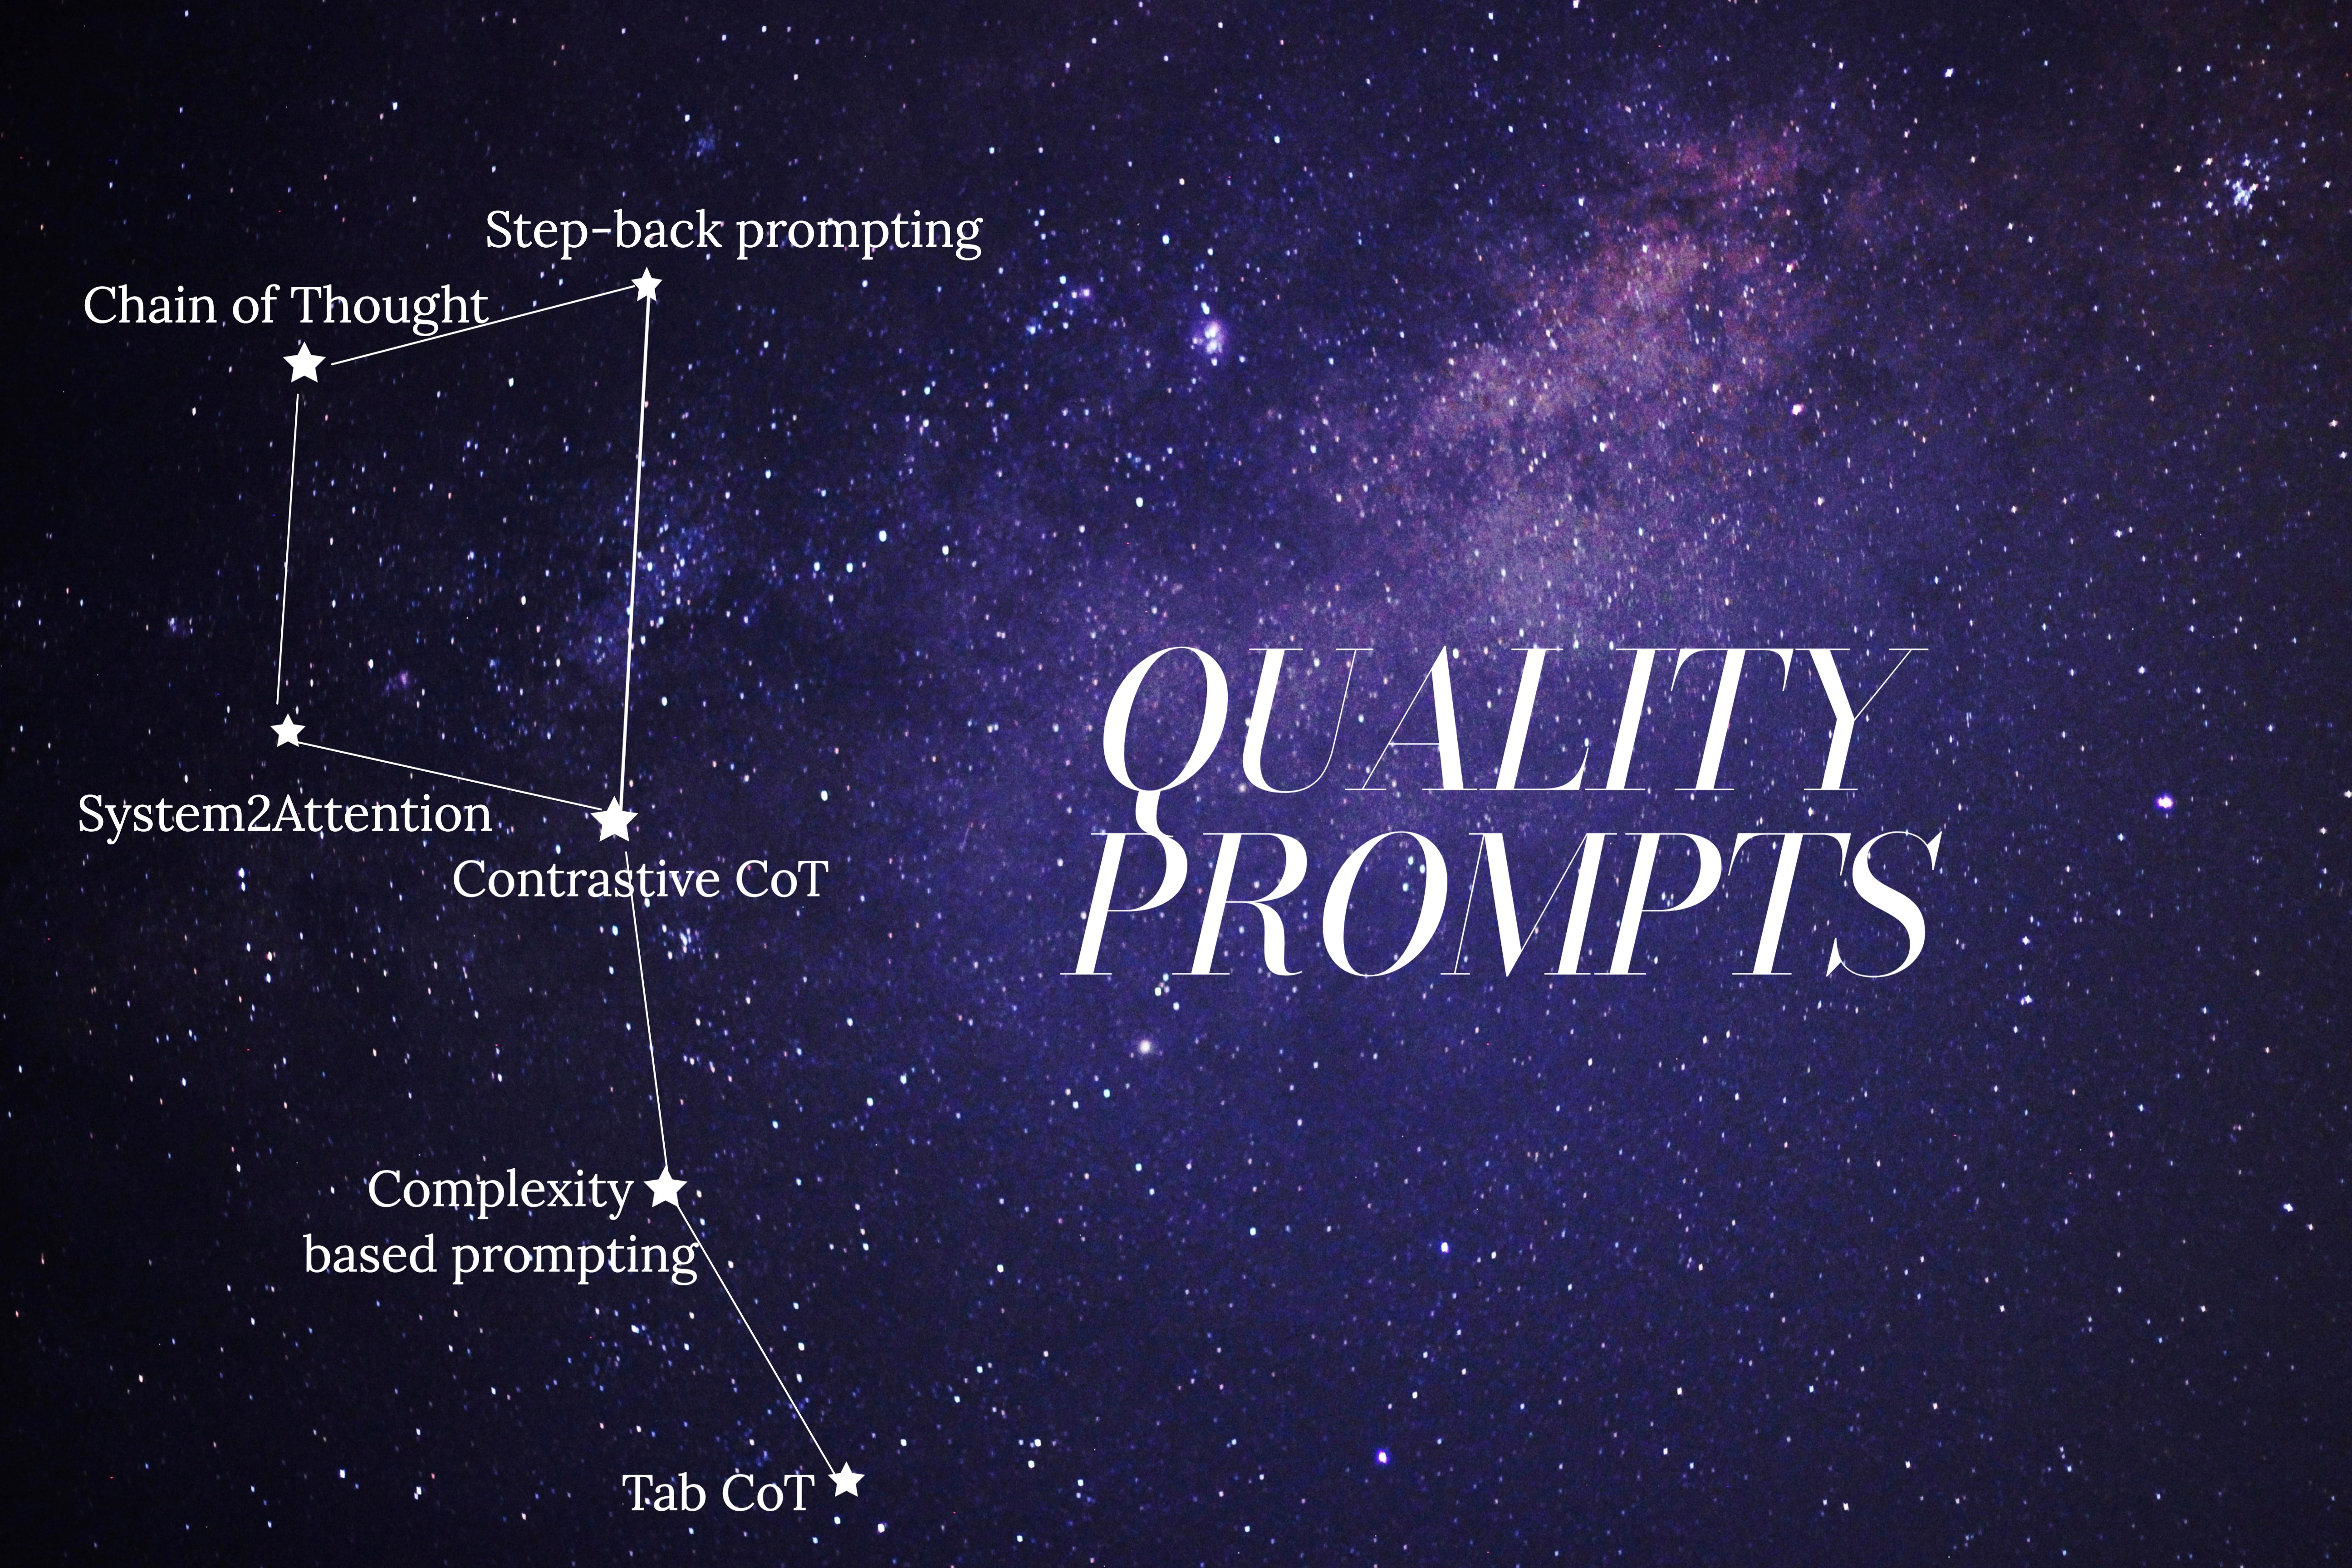 Step-back prompting
Chain of Thought
System2Attention
Contrastive CoT
Complexity
based prompting
Tab CoT
QUALITY
PROMPTS